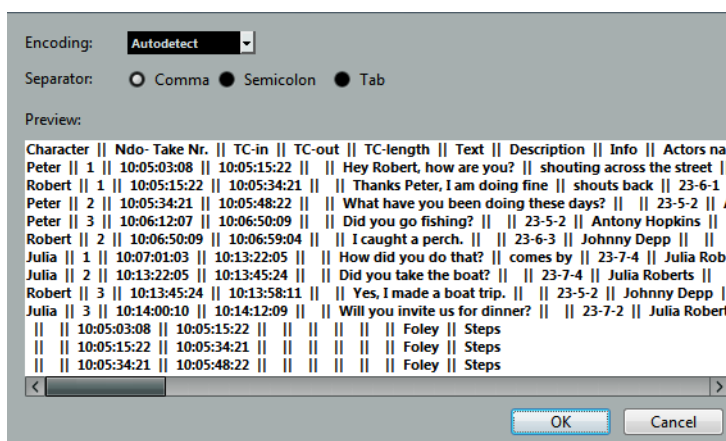 Encoding: Autodetect
Separator: Comma Semicolon Tab
Preview:
Character || Ndo- Take Nr. || TC-in || TC-out || TC-length || Text || Description || Info || Actors na
Peter || 1 || 10:05:03:08 || 10:05:15:22 || || Hey Robert, how are you? || shouting across the street |
Robert || 1 || 10:05:15:22 || 10:05:34:21 || || Thanks Peter, I am doing fine || shouts back || 23-6-1
Peter || 2 || 10:05:34:21 || 10:05:48:22 || || What have you been doing these days? || || 23-5-2 ||
Peter || 3 || 10:06:12:07 || 10:06:50:09 || || Did you go fishing? || || 23-5-2 || Antony Hopkins ||
Robert || 2 || 10:06:50:09 || 10:06:59:04 || || I caught a perch. || || 23-6-3 || Johnny Depp || ||
Julia || 1 || 10:07:01:03 || 10:13:22:05 || || How did you do that? || comes by || 23-7-4 || Julia Rob
Julia || 2 || 10:13:22:05 || 10:13:45:24 || || Did you take the boat? || || 23-7-4 || Julia Roberts ||
Robert || 3 || 10:13:45:24 || 10:13:58:11 || || Yes, I made a boat trip. || || 23-5-2 || Johnny Depp |
Julia || 3 || 10:14:00:10 || 10:14:12:09 || || Will you invite us for dinner? || || 23-7-2 || Julia Robert
|| || 10:05:03:08 || 10:05:15:22 || || || || || || Foley || Steps
|| || 10:05:15:22 || 10:05:34:21 || || || || || || Foley || Steps
|| || 10:05:34:21 || 10:05:48:22 || || || || || || Foley || Steps
OK Cancel